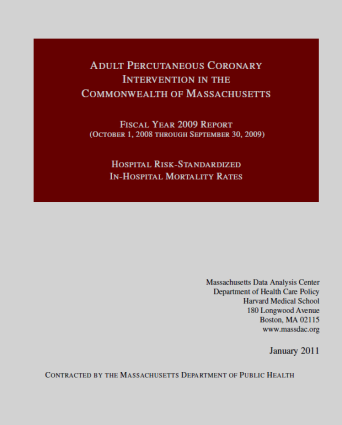 ADULT PERCUTANEOUS CORONARY
INTERVENTION IN THE
COMMONWEALTH OF MASSACHUSETTS
FISCAL YEAR 2009 REPORT
(OCTOBER 1, 2008 THROUGH SEPTEMBER 30, 2009)
HOSPITAL RISK-STANDARDIZED
IN-HOSPITAL MORTALITY RATES
Massachusetts Data Analysis Center
Department of Health Care Policy
Harvard Medical School
180 Longwood Avenue
Boston, MA 02115
www.massdac.org
January 2011
CONTRACTED BY THE MASSACHUSETTS DEPARTMENT OF PUBLIC HEALTH